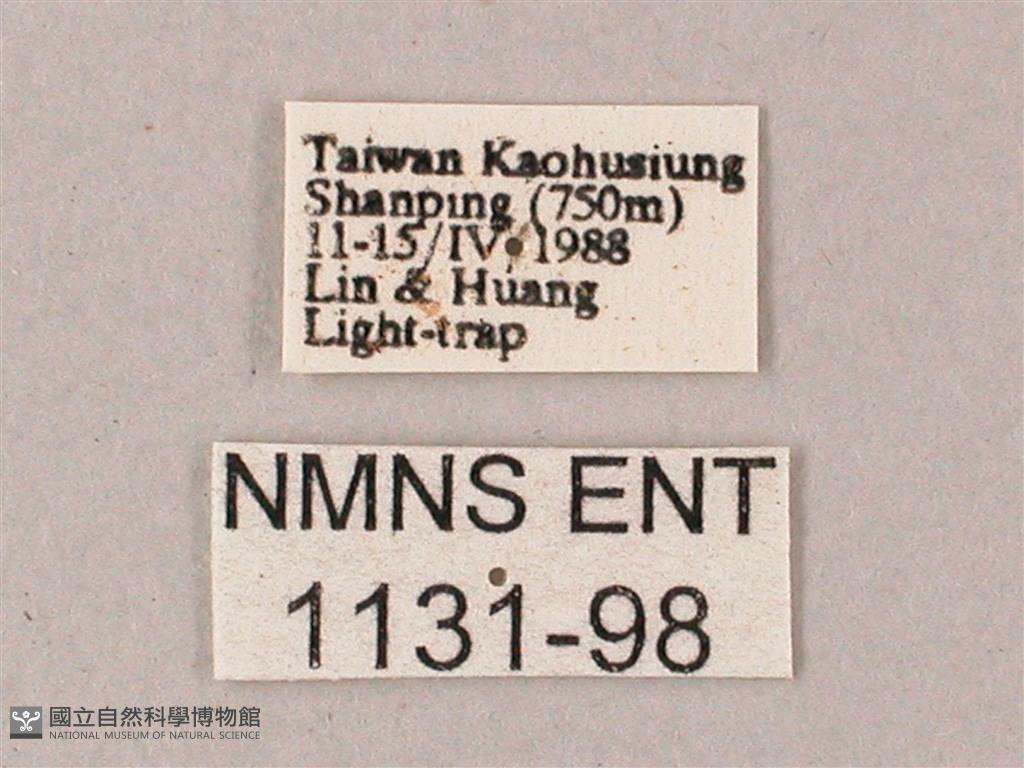 Taiwan Kaohusiung
Shanping (750m)
11-15/IV, 1988
Lin & Huang
Light-trap
NMNS ENT
1131-98
國立自然科學博物館
NATIONAL MUSEUM OF NATURAL SCIENCE